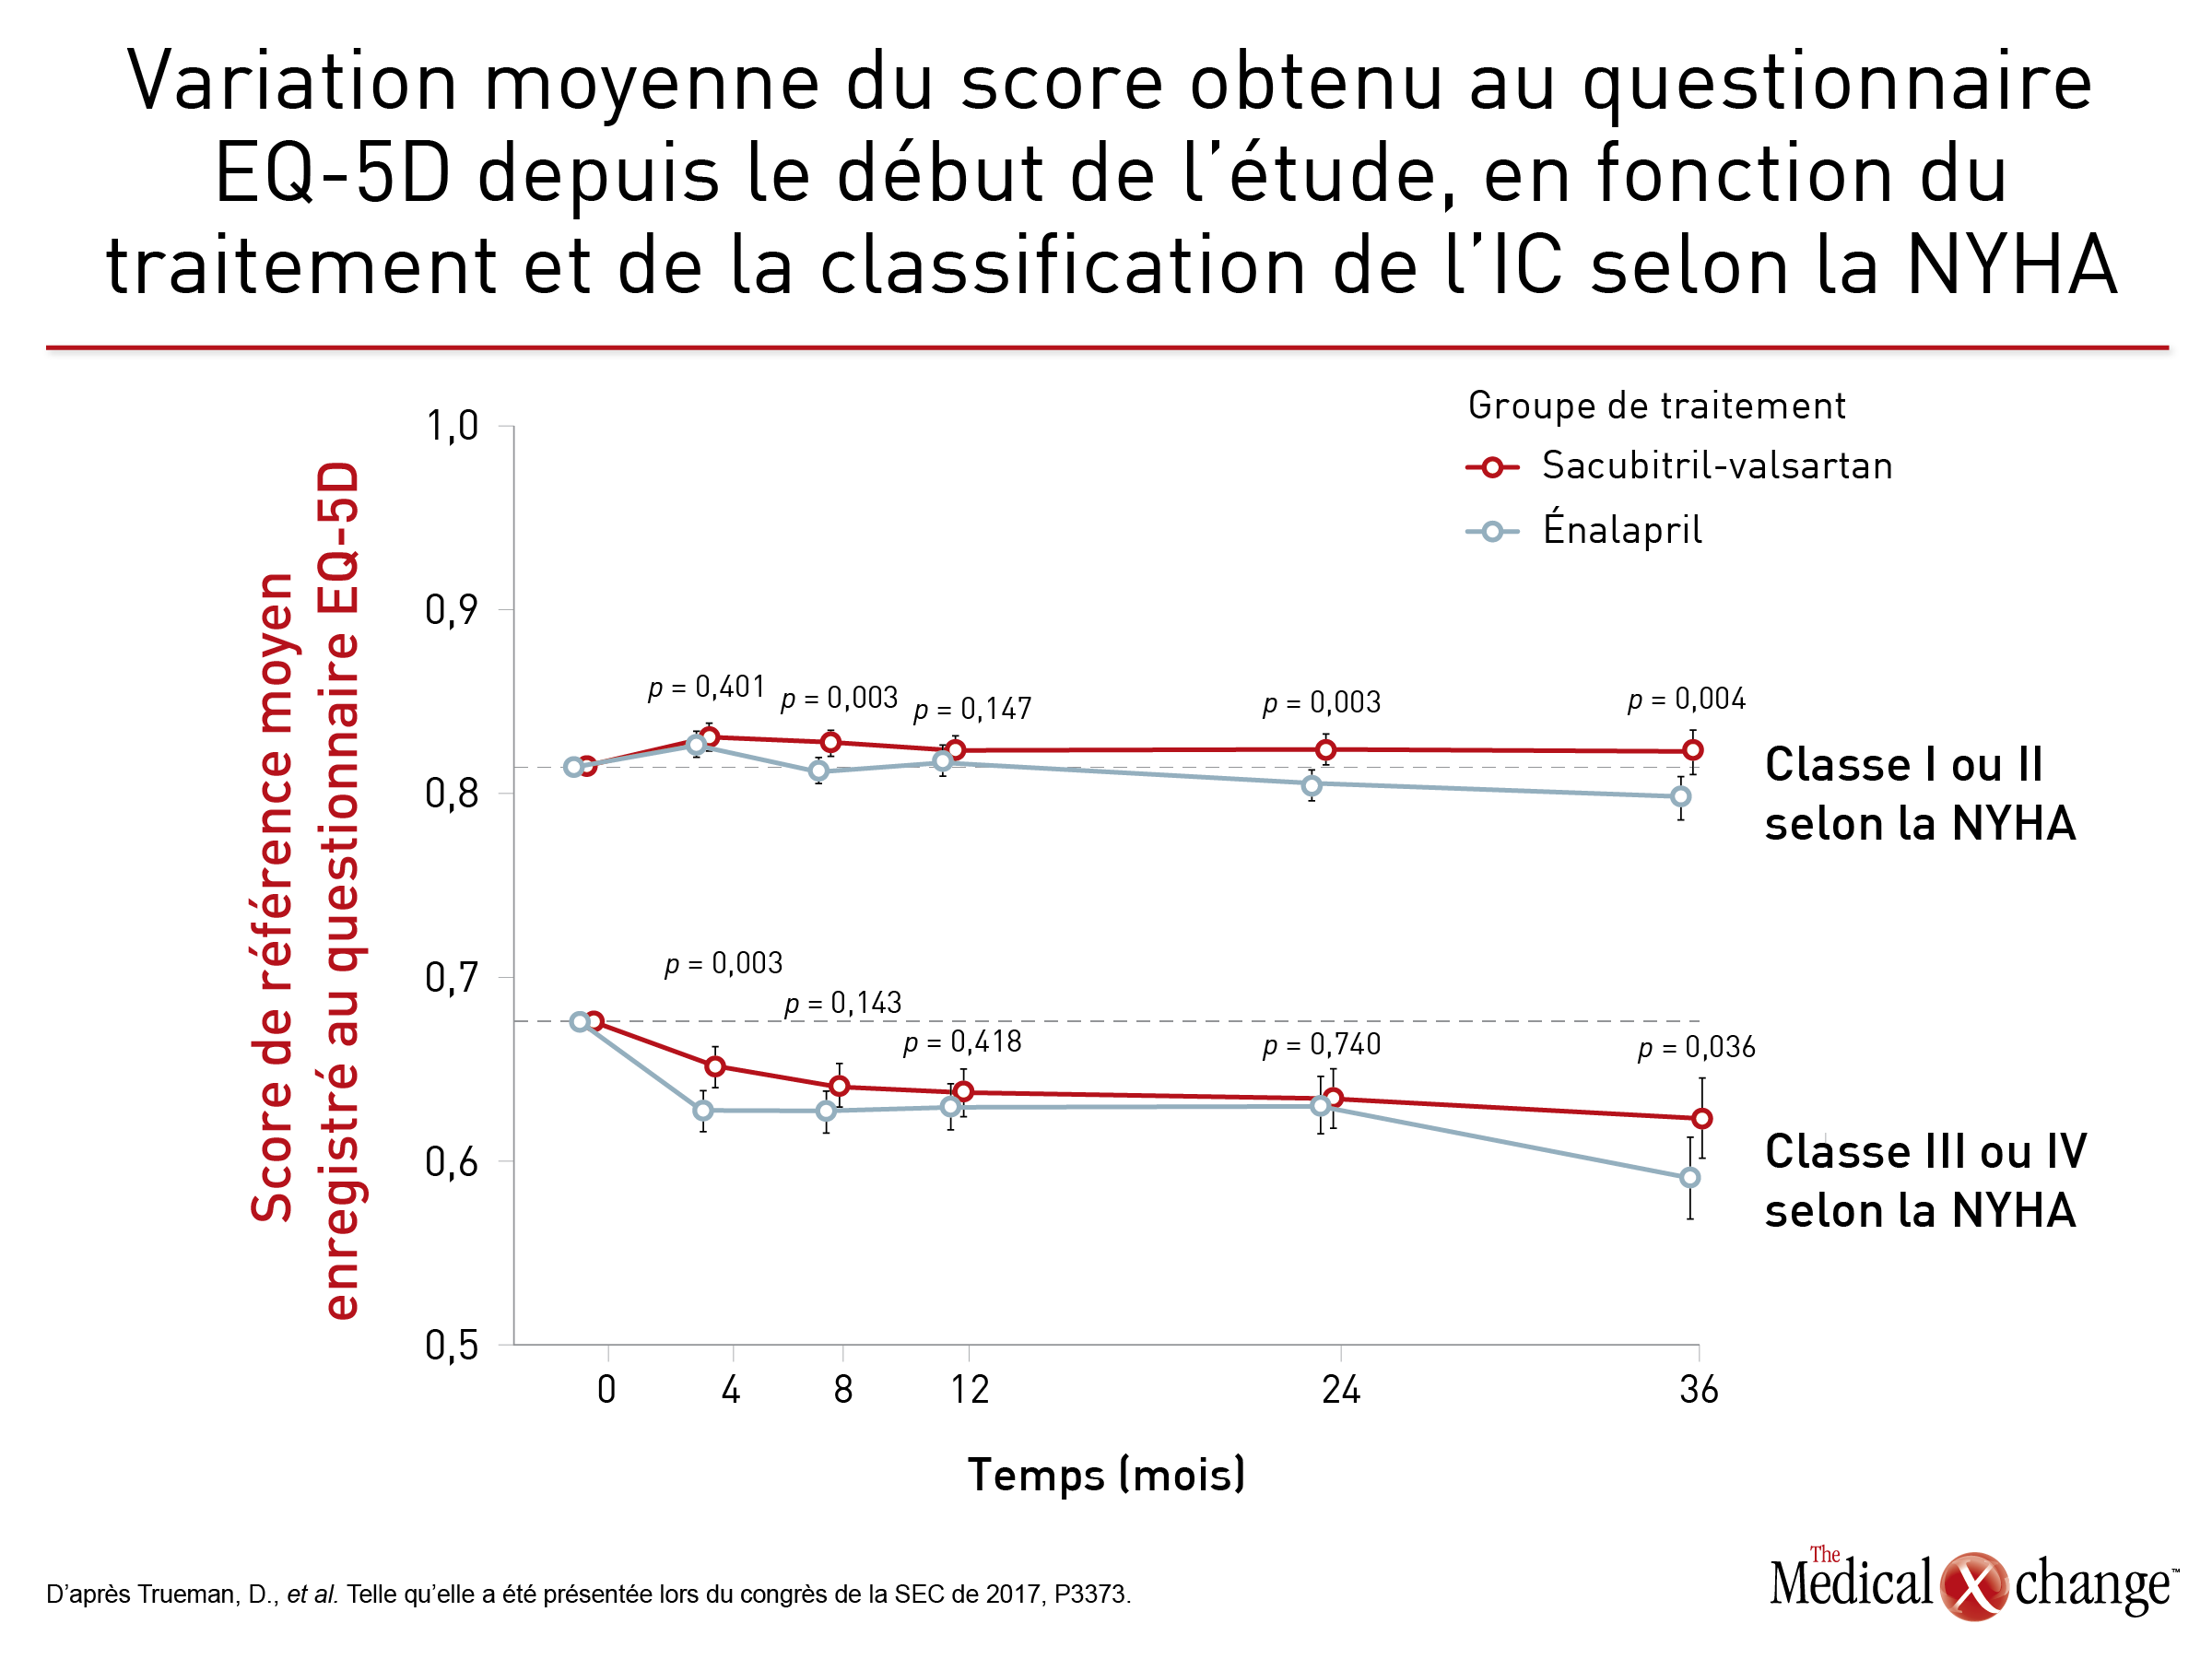 Variation moyenne du score obtenu au questionnaire
EQ-5D depuis le début de l’étude, en fonction du
traitement et de la classification de l’IC selon la NYHA
Groupe de traitement
Sacubitril-valsartan
Énalapril
Score de référence moyen
enregistré au questionnaire EQ-5D
1,0
0,9
0,8
0,7
0,6
0,5
p = 0,401
p = 0,003
p = 0,147
p = 0,003
p = 0,004
Classe I ou II
selon la NYHA
p = 0,003
p = 0,143
p = 0,418
p = 0,740
p = 0,036
Classe III ou IV
selon la NYHA
0 4 8 12 24 36
Temps (mois)
D’après Trueman, D., et al. Telle qu’elle a été présentée lors du congrès de la SEC de 2017, P3373.
The
Medical Xchange™